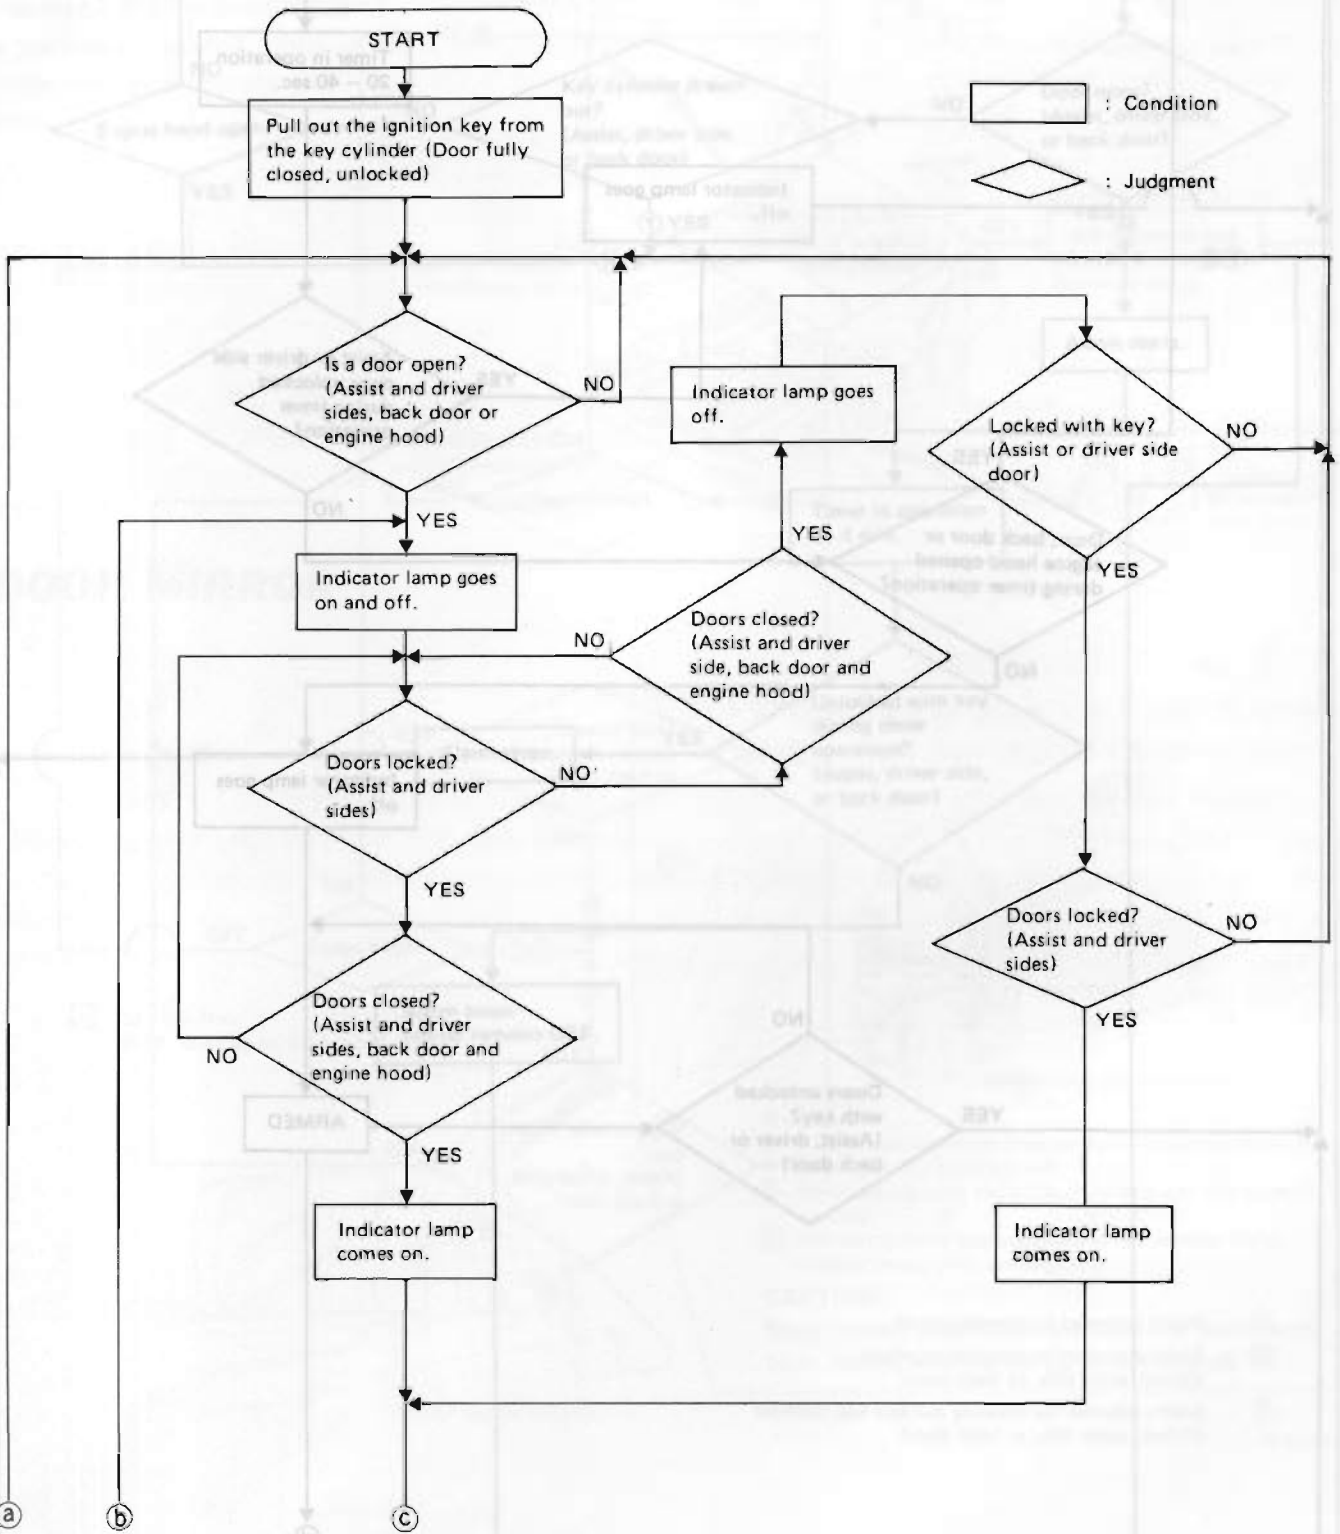 START
Pull out the ignition key from
the key cylinder (Door fully
closed, unlocked)
: Condition
: Judgment
Is a door open?
(Assist and driver
sides, back door or
engine hood)
NO
YES
Indicator lamp goes
on and off.
Indicator lamp goes
off.
Locked with key?
(Assist or driver side
door)
NO
YES
YES
Doors closed?
(Assist and driver
side, back door and
engine hood)
NO
Doors locked?
(Assist and driver
sides)
NO
YES
Doors locked?
(Assist and driver
sides)
NO
YES
Doors closed?
(Assist and driver
sides, back door and
engine hood)
NO
YES
Indicator lamp
comes on.
Indicator lamp
comes on.
a
b
c